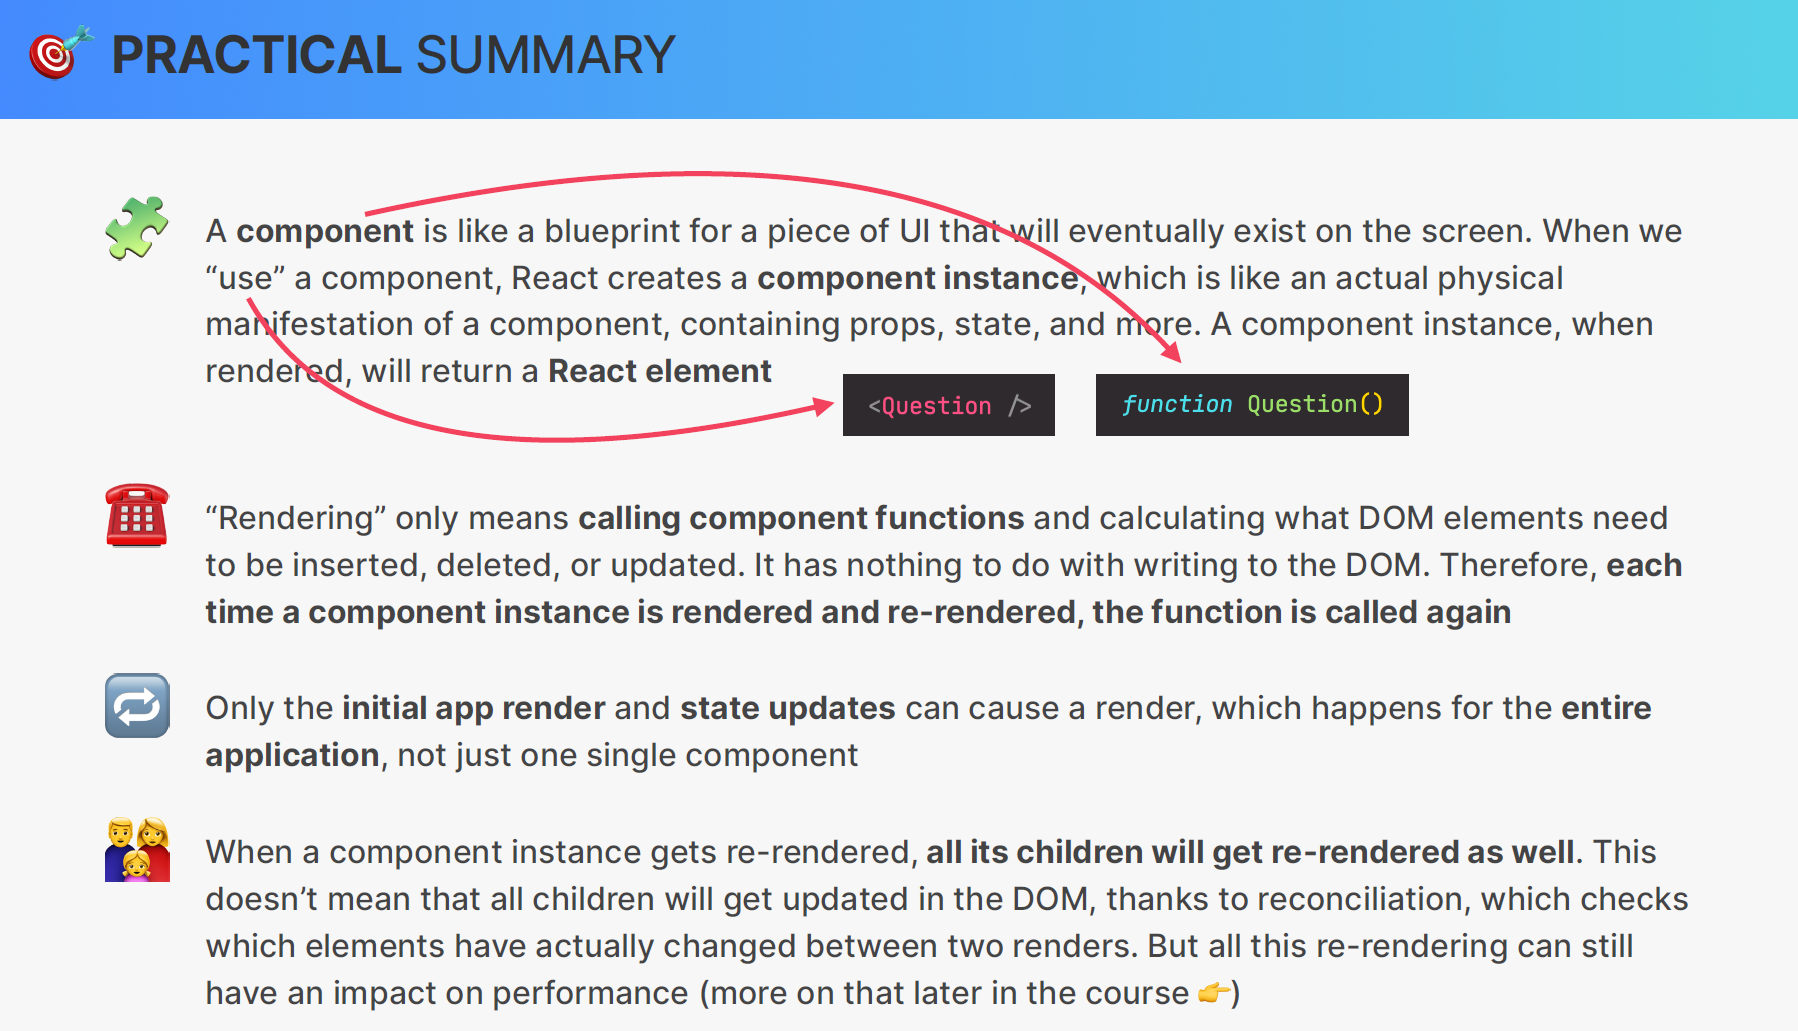 PRACTICAL SUMMARY
A component is like a blueprint for a piece of UI that will eventually exist on the screen. When we
“use” a component, React creates a component instance, which is like an actual physical
manifestation of a component, containing props, state, and more. A component instance, when
rendered, will return a React element
<Question />
function Question()
“Rendering” only means calling component functions and calculating what DOM elements need
to be inserted, deleted, or updated. It has nothing to do with writing to the DOM. Therefore, each
time a component instance is rendered and re-rendered, the function is called again
Only the initial app render and state updates can cause a render, which happens for the entire
application, not just one single component
When a component instance gets re-rendered, all its children will get re-rendered as well. This
doesn’t mean that all children will get updated in the DOM, thanks to reconciliation, which checks
which elements have actually changed between two renders. But all this re-rendering can still
have an impact on performance (more on that later in the course 👉)